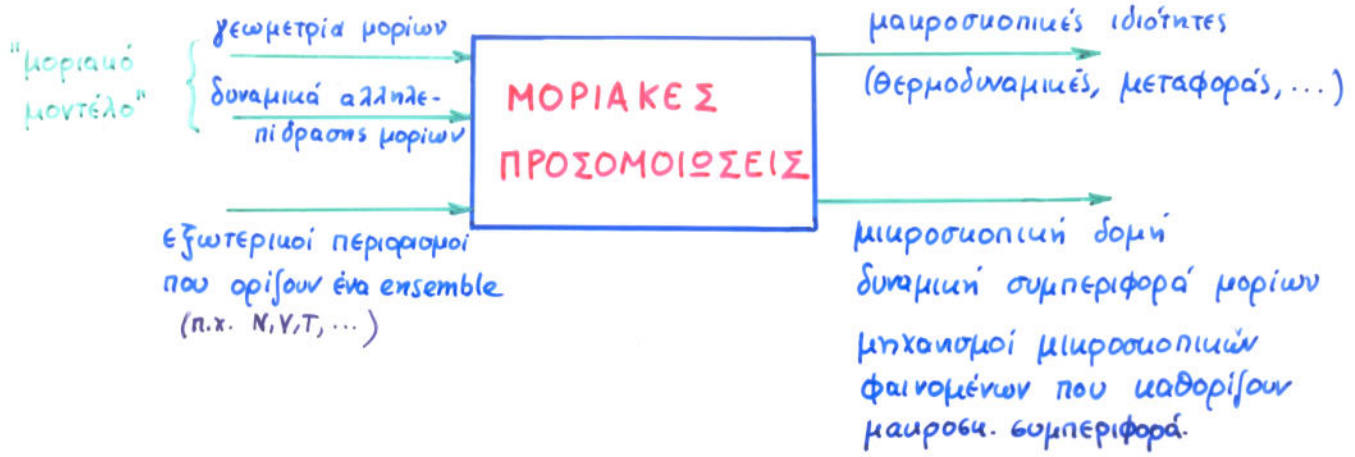 "μοριακό
μοντέλο"
γεωμετρία μορίων
δυναμικά αλληλε-
πίδρασης μορίων
εξωτερικοί περιορισμοί
που ορίζουν ένα ensemble
(π.χ. N,V,T, ...)
ΜΟΡΙΑΚΕΣ
ΠΡΟΣΟΜΟΙΩΣΕΙΣ
μακροσκοπικές ιδιότητες
(θερμοδυναμικές, μεταφοράς, ...)
μικροσκοπική δομή
δυναμική συμπεριφορά μορίων
μηχανισμοί μικροσκοπικών
φαινομένων που καθορίζουν
μακροσκ. συμπεριφορά.